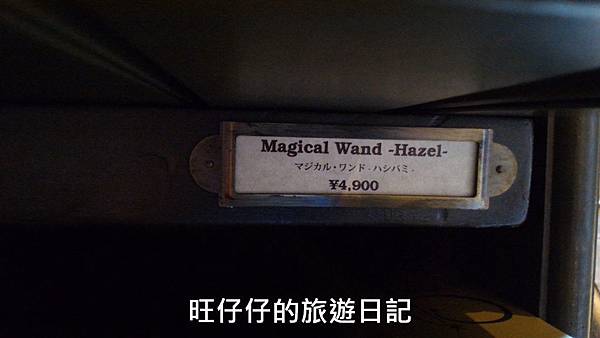 Magical Wand -Hazel-
マジカル・ワンド - ハシバミ -
¥4,900
旺仔仔的旅遊日記